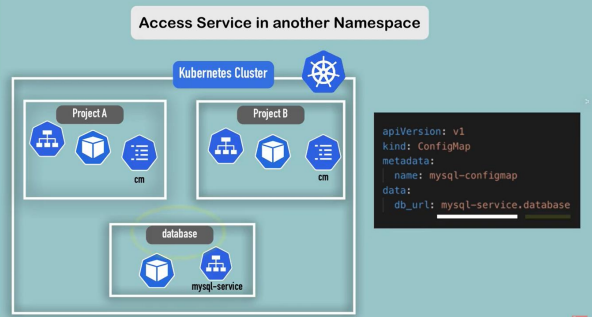 Access Service in another Namespace
Kubernetes Cluster
Project A
Project B
cm
cm
database
mysql-service
apiVersion: v1
kind: ConfigMap
metadata:
  name: mysql-configmap
data:
  db_url: mysql-service.database